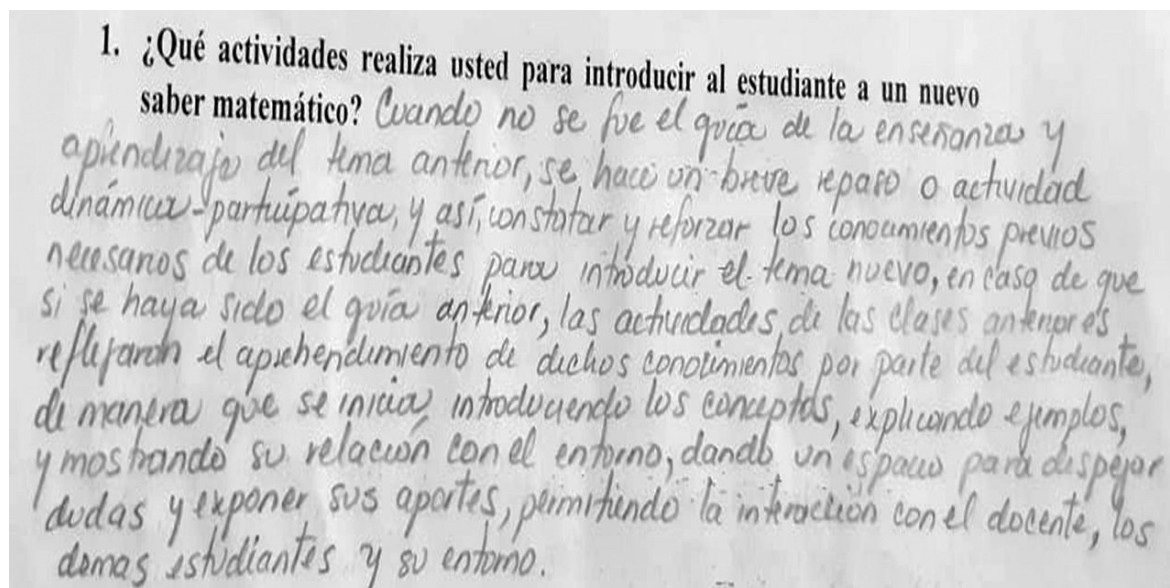 1. ¿Qué actividades realiza usted para introducir al estudiante a un nuevo
saber matemático? Cuando no se fue el guía de la enseñanza y
aprendizaje del tema anterior, se hace un breve repaso o actividad
dinámica-participativa, y así, constatar y reforzar los conocimientos previos
necesarios de los estudiantes para introducir el tema nuevo, en caso de que
si se haya sido el guía anterior, las actividades de las clases anteriores
reflejaran el aprehendimiento de dichos conocimientos por parte del estudiante,
de manera que se inicia introduciendo los conceptos, explicando ejemplos,
y mostrando su relación con el entorno, dando un espacio para despejar
dudas y exponer sus aportes, permitiendo la interacción con el docente, los
demas estudiantes y su entorno.